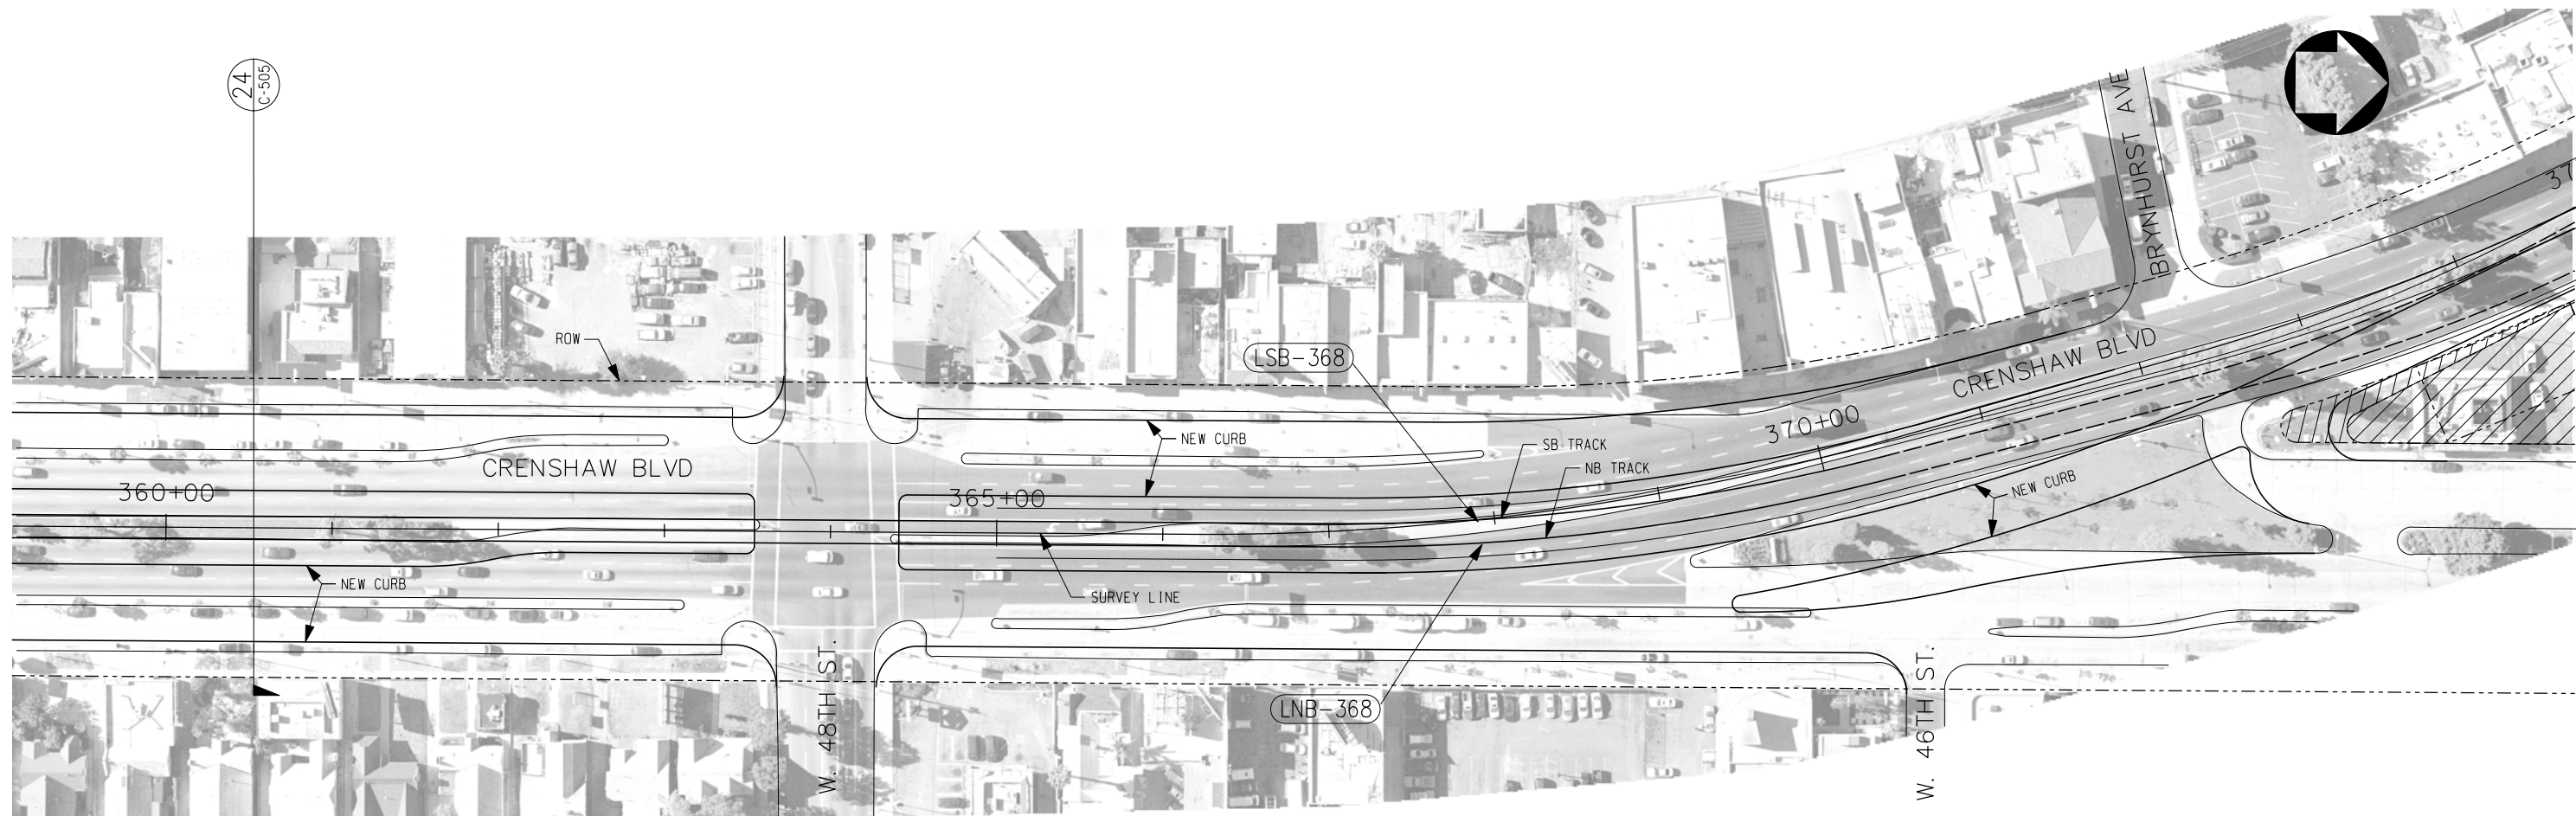 24
C-505
BRYNHURST AVE
37
ROW
LSB-368
CRENSHAW BLVD
370+00
NEW CURB
SB TRACK
CRENSHAW BLVD
NB TRACK
360+00
365+00
NEW CURB
NEW CURB
SURVEY LINE
W. 48TH ST.
LNB-368
W. 46TH ST.